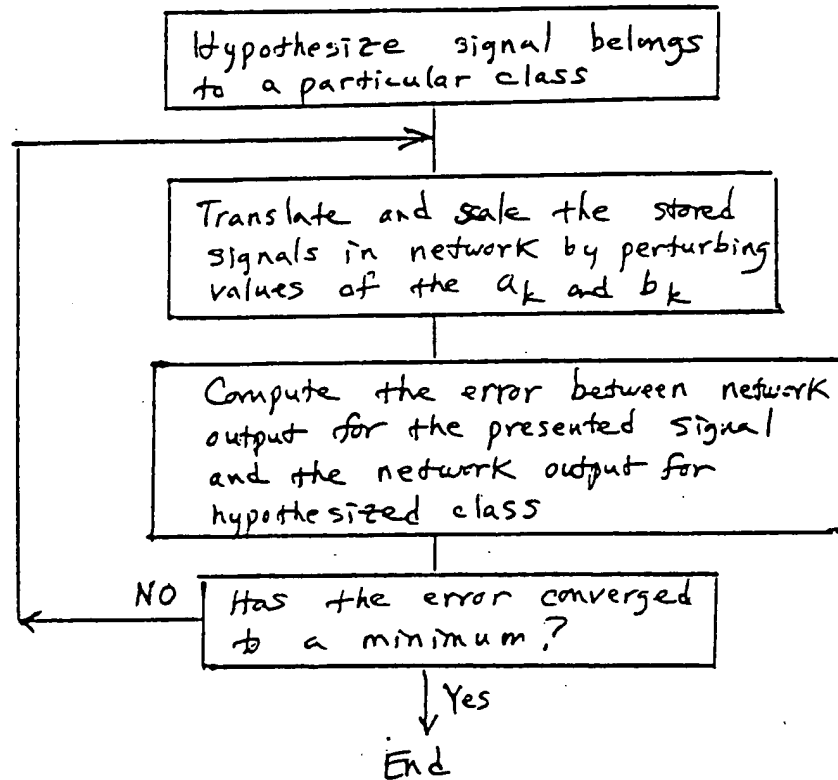 Hypothesize signal belongs
to a particular class
Translate and scale the stored
signals in network by perturbing
values of the ak and bk
Compute the error between network
output for the presented signal
and the network output for
hypothesized class
NO
Has the error converged
to a minimum?
Yes
End